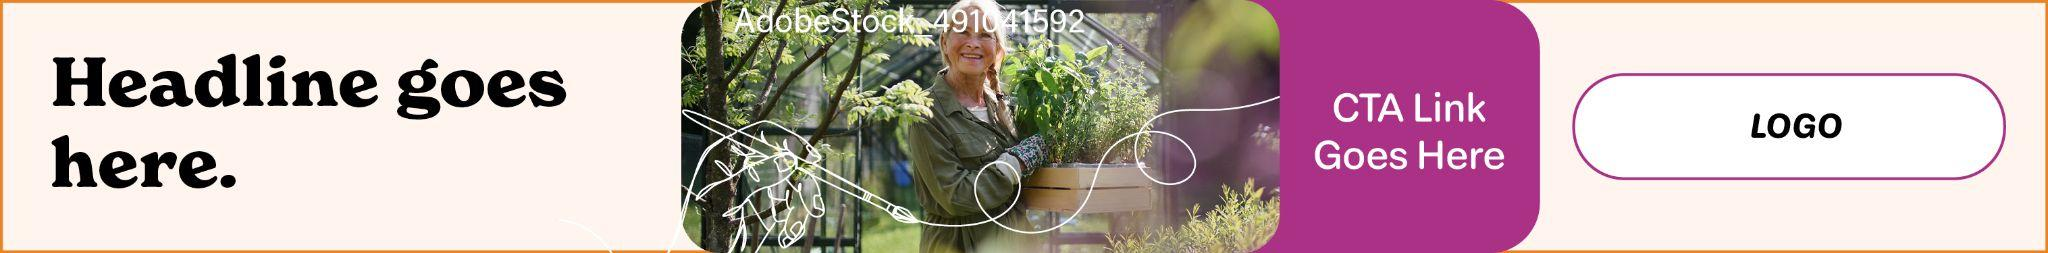 Headline goes
here.
AdobeStock_491041592
CTA Link
Goes Here
LOGO